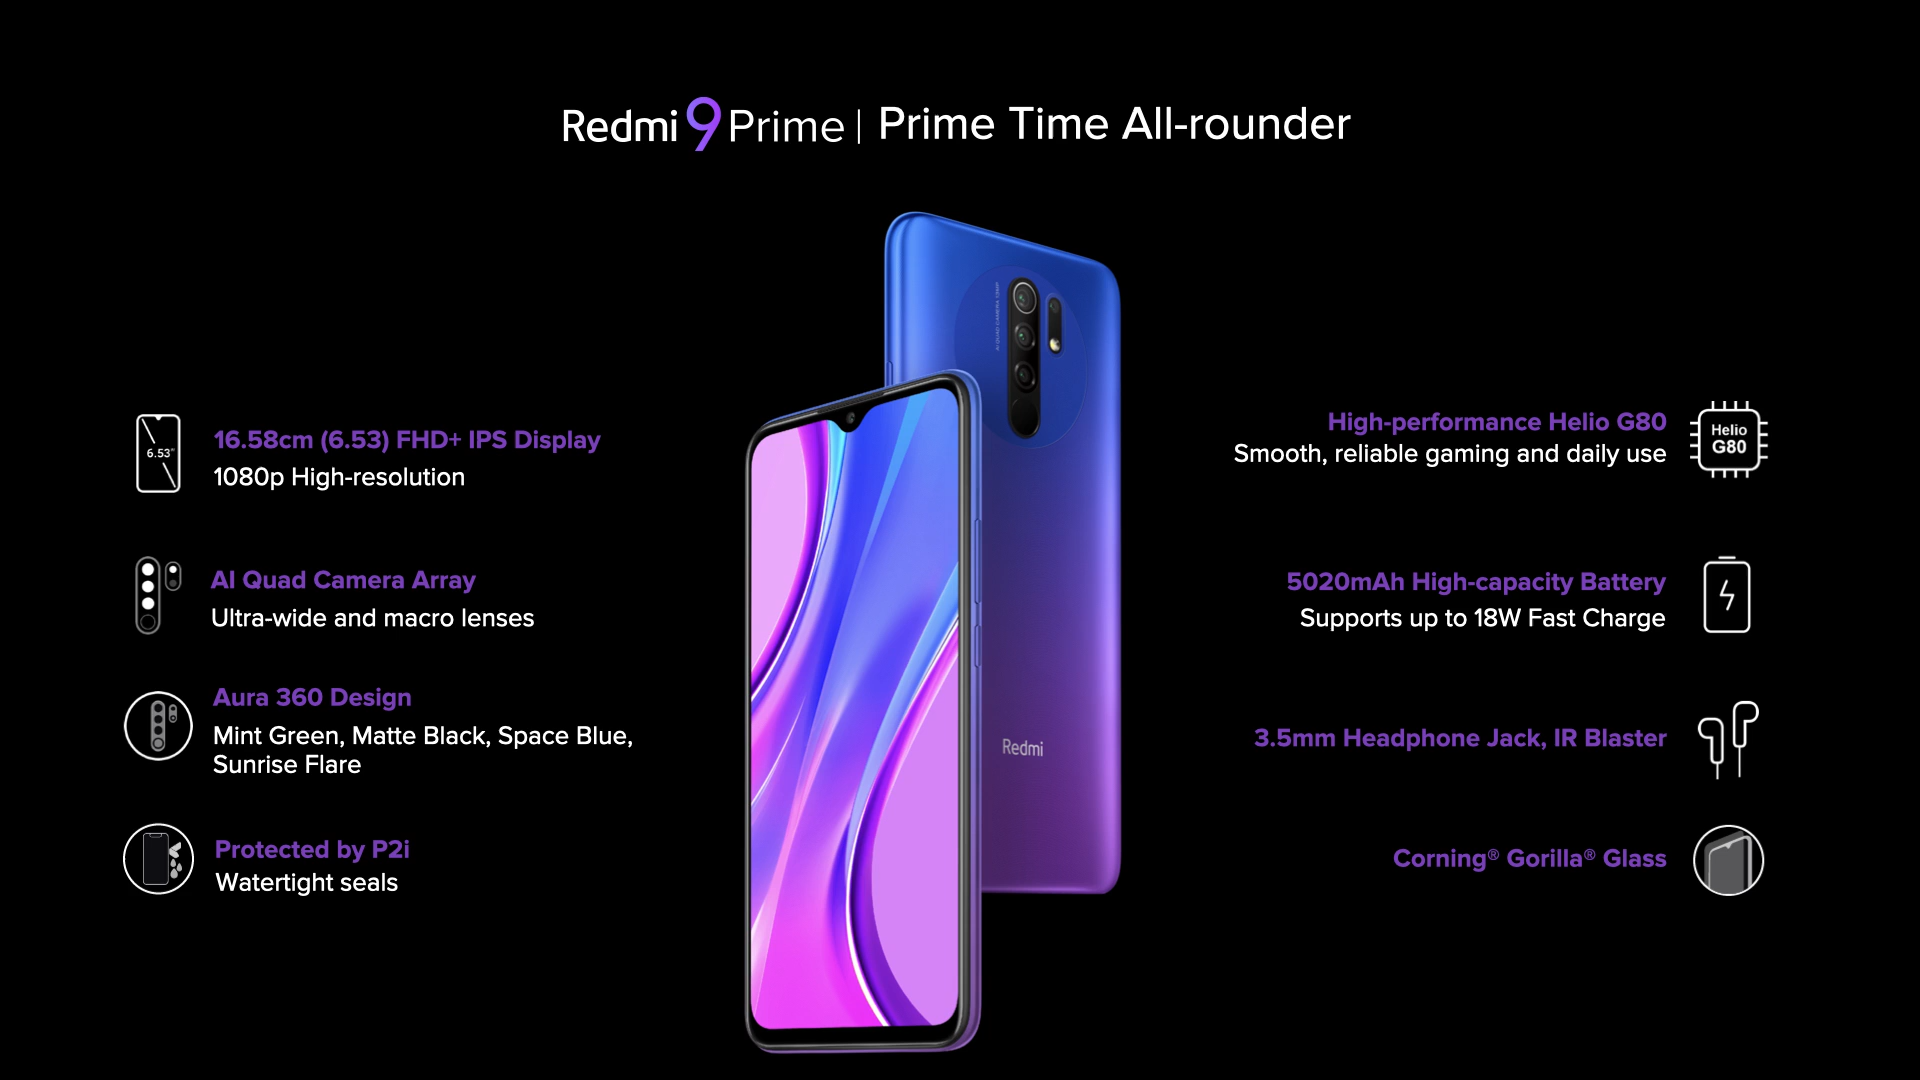 Redmi 9 Prime | Prime Time All-rounder
6.53"
16.58cm (6.53) FHD+ IPS Display
1080p High-resolution
AI Quad Camera Array
Ultra-wide and macro lenses
Aura 360 Design
Mint Green, Matte Black, Space Blue,
Sunrise Flare
Protected by P2i
Watertight seals
AI QUAD CAMERA 13MP
Redmi
High-performance Helio G80
Smooth, reliable gaming and daily use
Helio
G80
5020mAh High-capacity Battery
Supports up to 18W Fast Charge
3.5mm Headphone Jack, IR Blaster
Corning® Gorilla® Glass